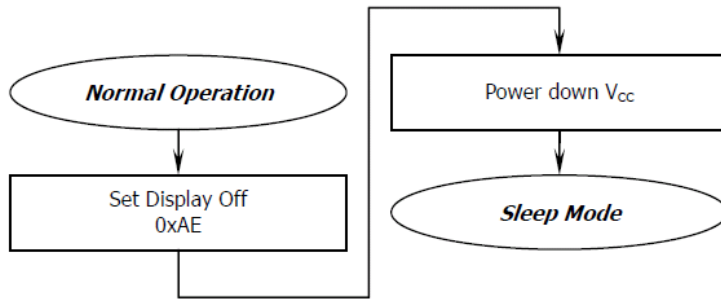 Normal Operation
Set Display Off
0xAE
Power down Vcc
Sleep Mode